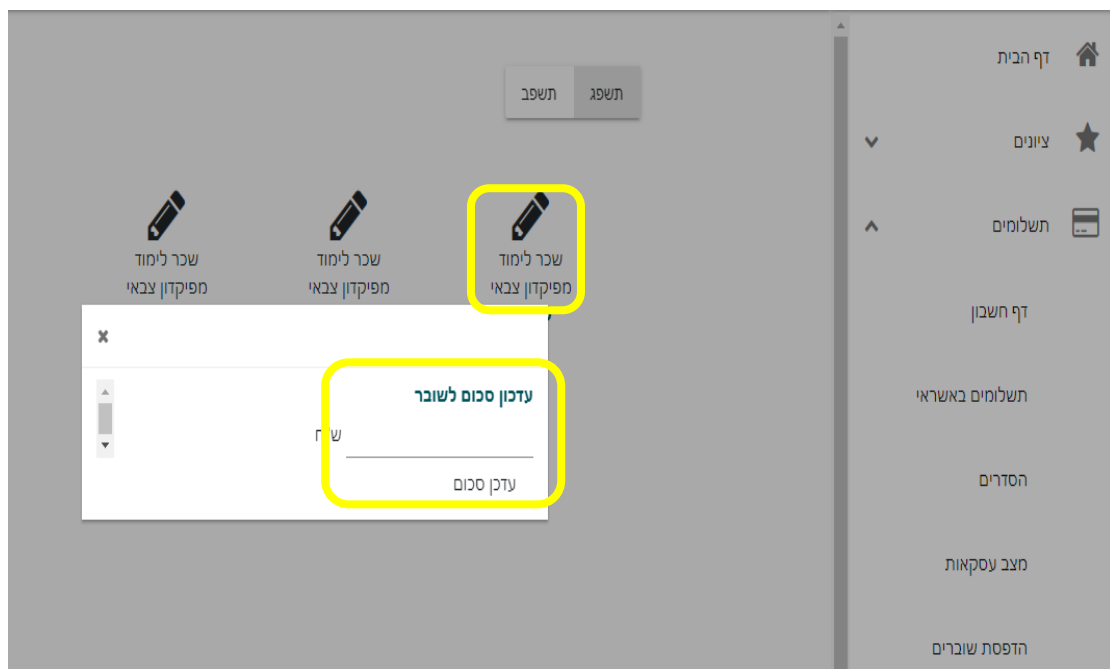 דף הבית
ציונים
תשלומים
דף חשבון
תשלומים באשראי
הסדרים
מצב עסקאות
הדפסת שוברים
תשפג תשפב
שכר לימוד
מפיקדון צבאי
שכר לימוד
מפיקדון צבאי
שכר לימוד
מפיקדון צבאי
עדכון סכום לשובר
ש"ח
עדכן סכום